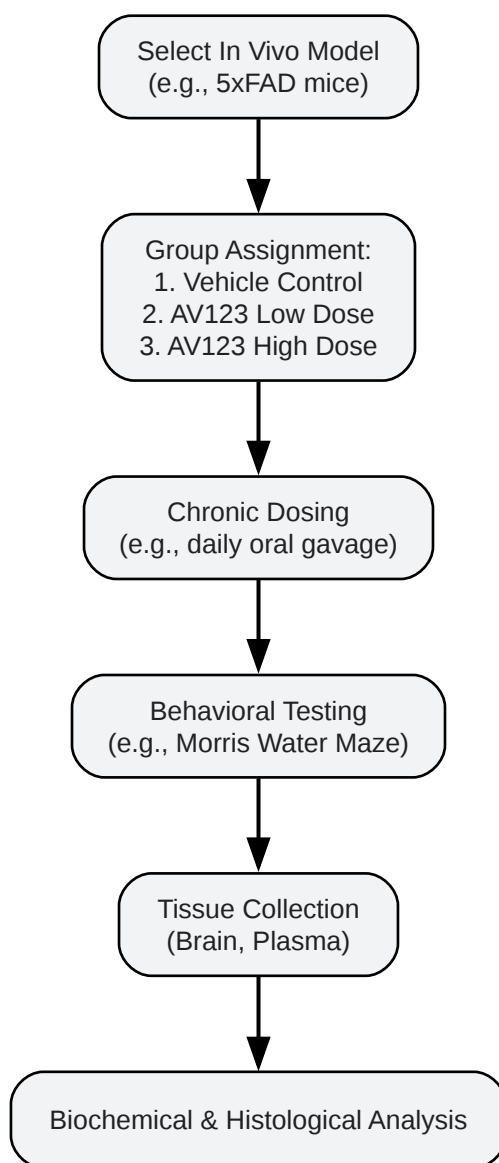 Select In Vivo Model
(e.g., 5xFAD mice)
Group Assignment:
1. Vehicle Control
2. AV123 Low Dose
3. AV123 High Dose
Chronic Dosing
(e.g., daily oral gavage)
Behavioral Testing
(e.g., Morris Water Maze)
Tissue Collection
(Brain, Plasma)
Biochemical & Histological Analysis